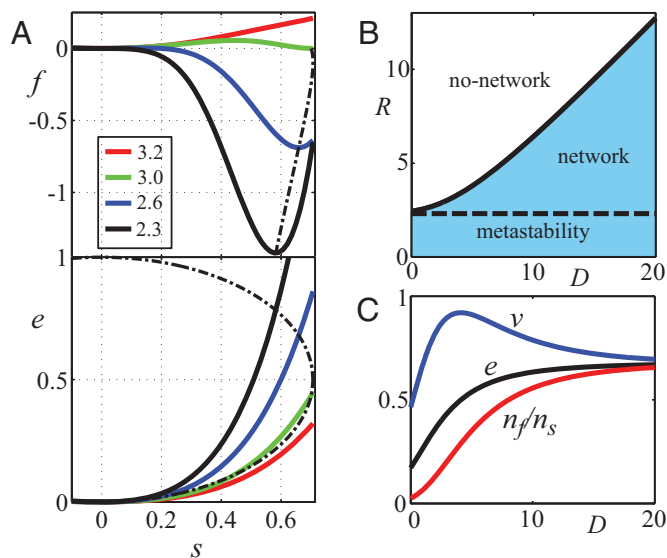 A
0
f
-0.5
-1
3.2
3.0
2.6
2.3
1
e
0.5
0
0 0.2 0.4 0.6
s
B
10
R
no-network
5
network
metastability
0
0 10 D 20
C
1
v
e
0.5
n_f/n_s
0
0 10 D 20